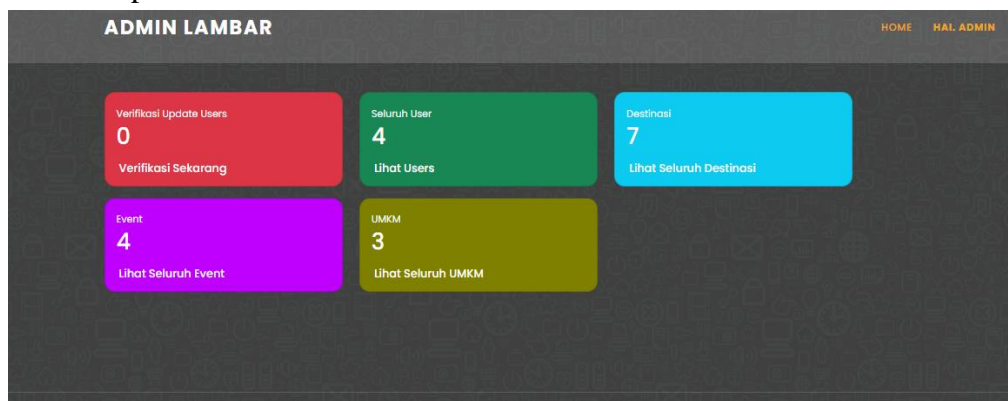 ADMIN LAMBAR
HOME HAL ADMIN
Verifikasi Update Users
0
Verifikasi Sekarang
Seluruh User
4
Lihat Users
Destinasi
7
Lihat Seluruh Destinasi
Event
4
Lihat Seluruh Event
UMKM
3
Lihat Seluruh UMKM